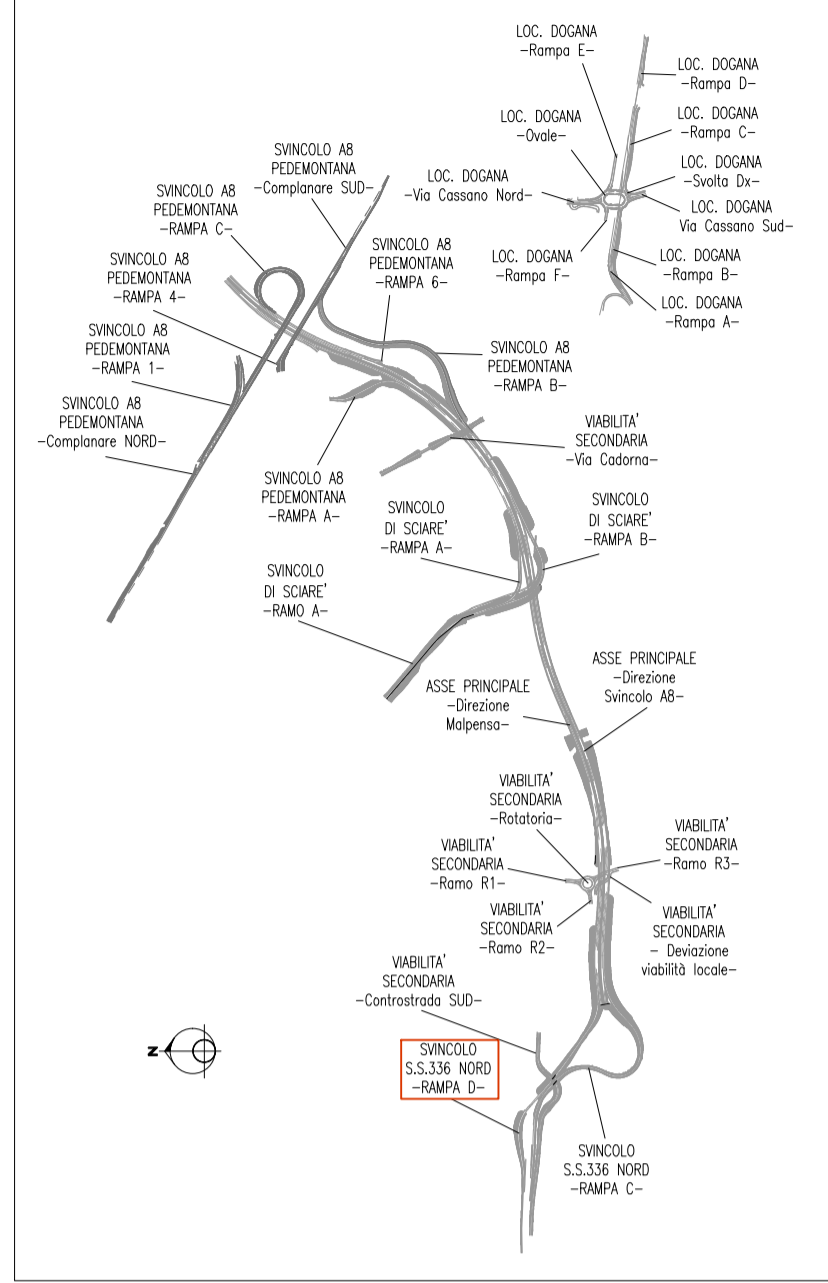 LOC. DOGANA
–Rampa E–
LOC. DOGANA
–Rampa D–
LOC. DOGANA
–Ovale–
LOC. DOGANA
–Rampa C–
SVINCOLO A8
PEDEMONTANA
–Complanare SUD–
LOC. DOGANA
–Via Cassano Nord–
LOC. DOGANA
–Svolta Dx–
SVINCOLO A8
PEDEMONTANA
–RAMPA C–
LOC. DOGANA
Via Cassano Sud–
SVINCOLO A8
PEDEMONTANA
–RAMPA 4–
SVINCOLO A8
PEDEMONTANA
–RAMPA 6–
LOC. DOGANA
–Rampa F–
LOC. DOGANA
–Rampa B–
LOC. DOGANA
–Rampa A–
SVINCOLO A8
PEDEMONTANA
–RAMPA 1–
SVINCOLO A8
PEDEMONTANA
–RAMPA B–
SVINCOLO A8
PEDEMONTANA
–Complanare NORD–
VIABILITA'
SECONDARIA
–Via Cadorna–
SVINCOLO A8
PEDEMONTANA
–RAMPA A–
SVINCOLO
DI SCIARE'
–RAMPA A–
SVINCOLO
DI SCIARE'
–RAMPA B–
SVINCOLO
DI SCIARE'
–RAMO A–
ASSE PRINCIPALE
–Direzione
Svincolo A8–
ASSE PRINCIPALE
–Direzione
Malpensa–
VIABILITA'
SECONDARIA
–Rotatoria–
VIABILITA'
SECONDARIA
–Ramo R3–
VIABILITA'
SECONDARIA
–Ramo R1–
VIABILITA'
SECONDARIA
–Ramo R2–
VIABILITA'
SECONDARIA
– Deviazione
viabilità locale–
VIABILITA'
SECONDARIA
–Controstrada SUD–
N
SVINCOLO
S.S.336 NORD
–RAMPA D–
SVINCOLO
S.S.336 NORD
–RAMPA C–